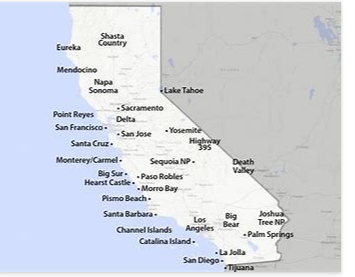 Shasta
Country
Eureka
Mendocino
Napa
Sonoma
Lake Tahoe
Sacramento
Point Reyes
Delta
San Francisco
San Jose
Yosemite
Santa Cruz
Highway
395
Monterey/Carmel
Sequoia NP
Death
Valley
Big Sur
Paso Robles
Hearst Castle
Morro Bay
Pismo Beach
Santa Barbara
Los
Angeles
Big
Bear
Joshua
Tree NP
Channel Islands
Palm Springs
Catalina Island
La Jolla
San Diego
Tijuana